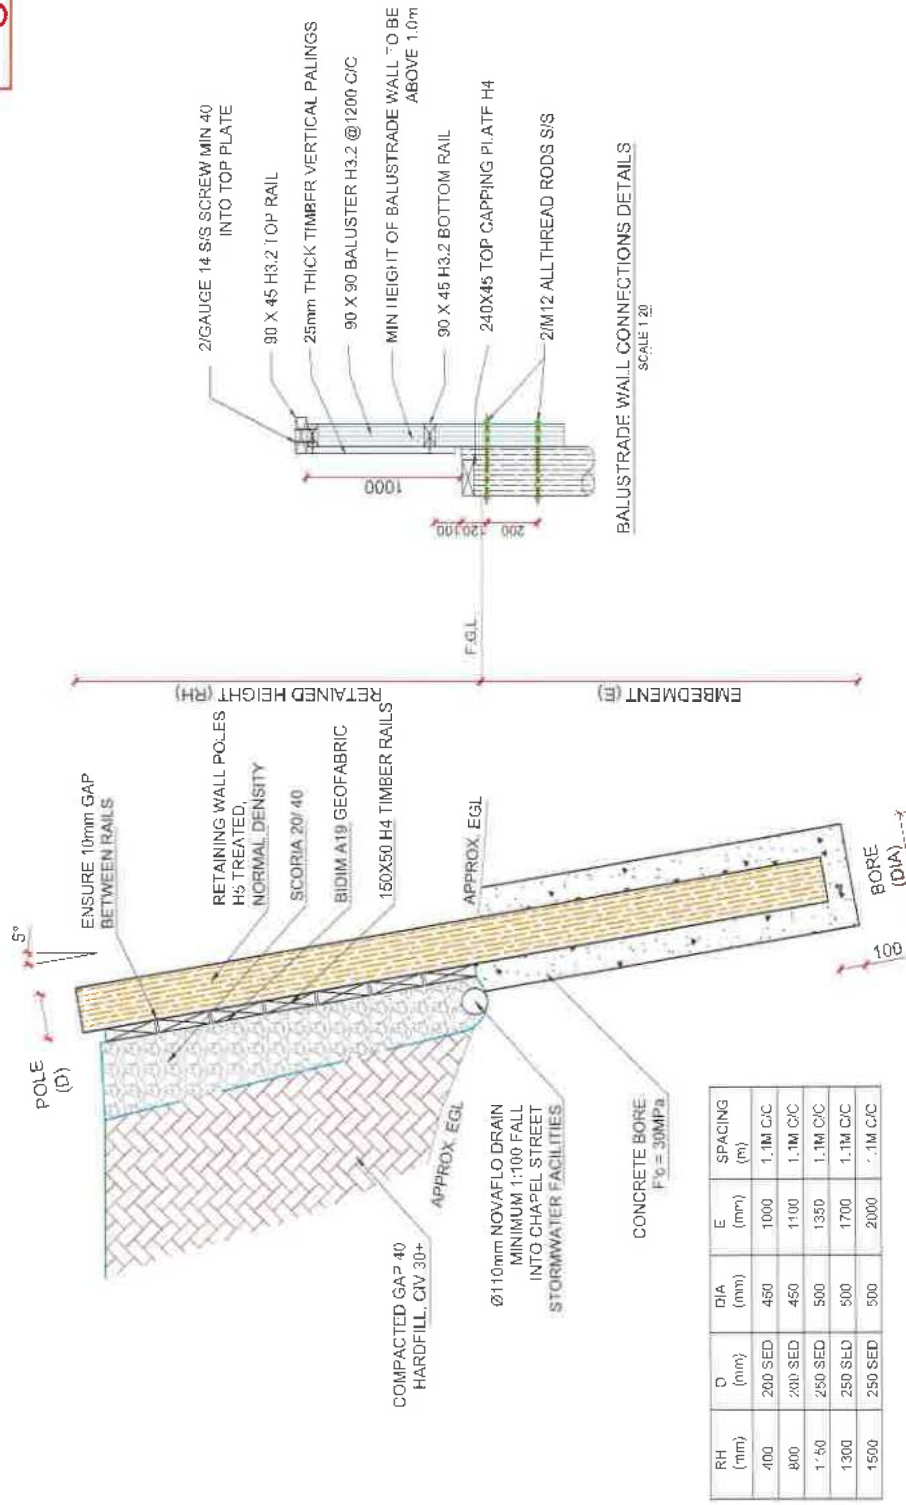 5°
POLE
(D)
ENSURE 10mm GAP
BETWEEN RAILS
RETAINING WALL POLES
H5 TREATED,
NORMAL DENSITY
SCORIA 20/40
BIDIM A19 GEOFABRIC
150X50 H4 TIMBER RAILS
APPROX. EGL
RETAINED HEIGHT (RH)
F.G.L
EMBEDMENT (E)
COMPACTED GAP 40
HARDFILL, CIV 30+
APPROX. EGL
Ø110mm NOVAFLO DRAIN
MINIMUM 1:100 FALL
INTO CHAPEL STREET
STORMWATER FACILITIES
CONCRETE BORE
F'c = 30MPa
100
BORE
(DIA)
2/GAUGE 14 S/S SCREW MIN 40
INTO TOP PLATE
90 X 45 H3.2 TOP RAIL
25mm THICK TIMBER VERTICAL PALINGS
90 X 90 BALUSTER H3.2 @1200 C/C
MIN HEIGHT OF BALUSTRADE WALL TO BE
ABOVE 1.0m
90 X 45 H3.2 BOTTOM RAIL
240X45 TOP CAPPING PLATE H4
2/M12 ALLTHREAD RODS S/S
1000
100
120
200
BALUSTRADE WALL CONNECTIONS DETAILS
SCALE 1:20
RH (mm) D (mm) DIA (mm) E (mm) SPACING (m)
400 200 SED 450 1000 1.1M C/C
800 200 SED 450 1100 1.1M C/C
1150 250 SED 500 1350 1.1M C/C
1300 250 SED 500 1700 1.1M C/C
1500 250 SED 500 2000 1.1M C/C